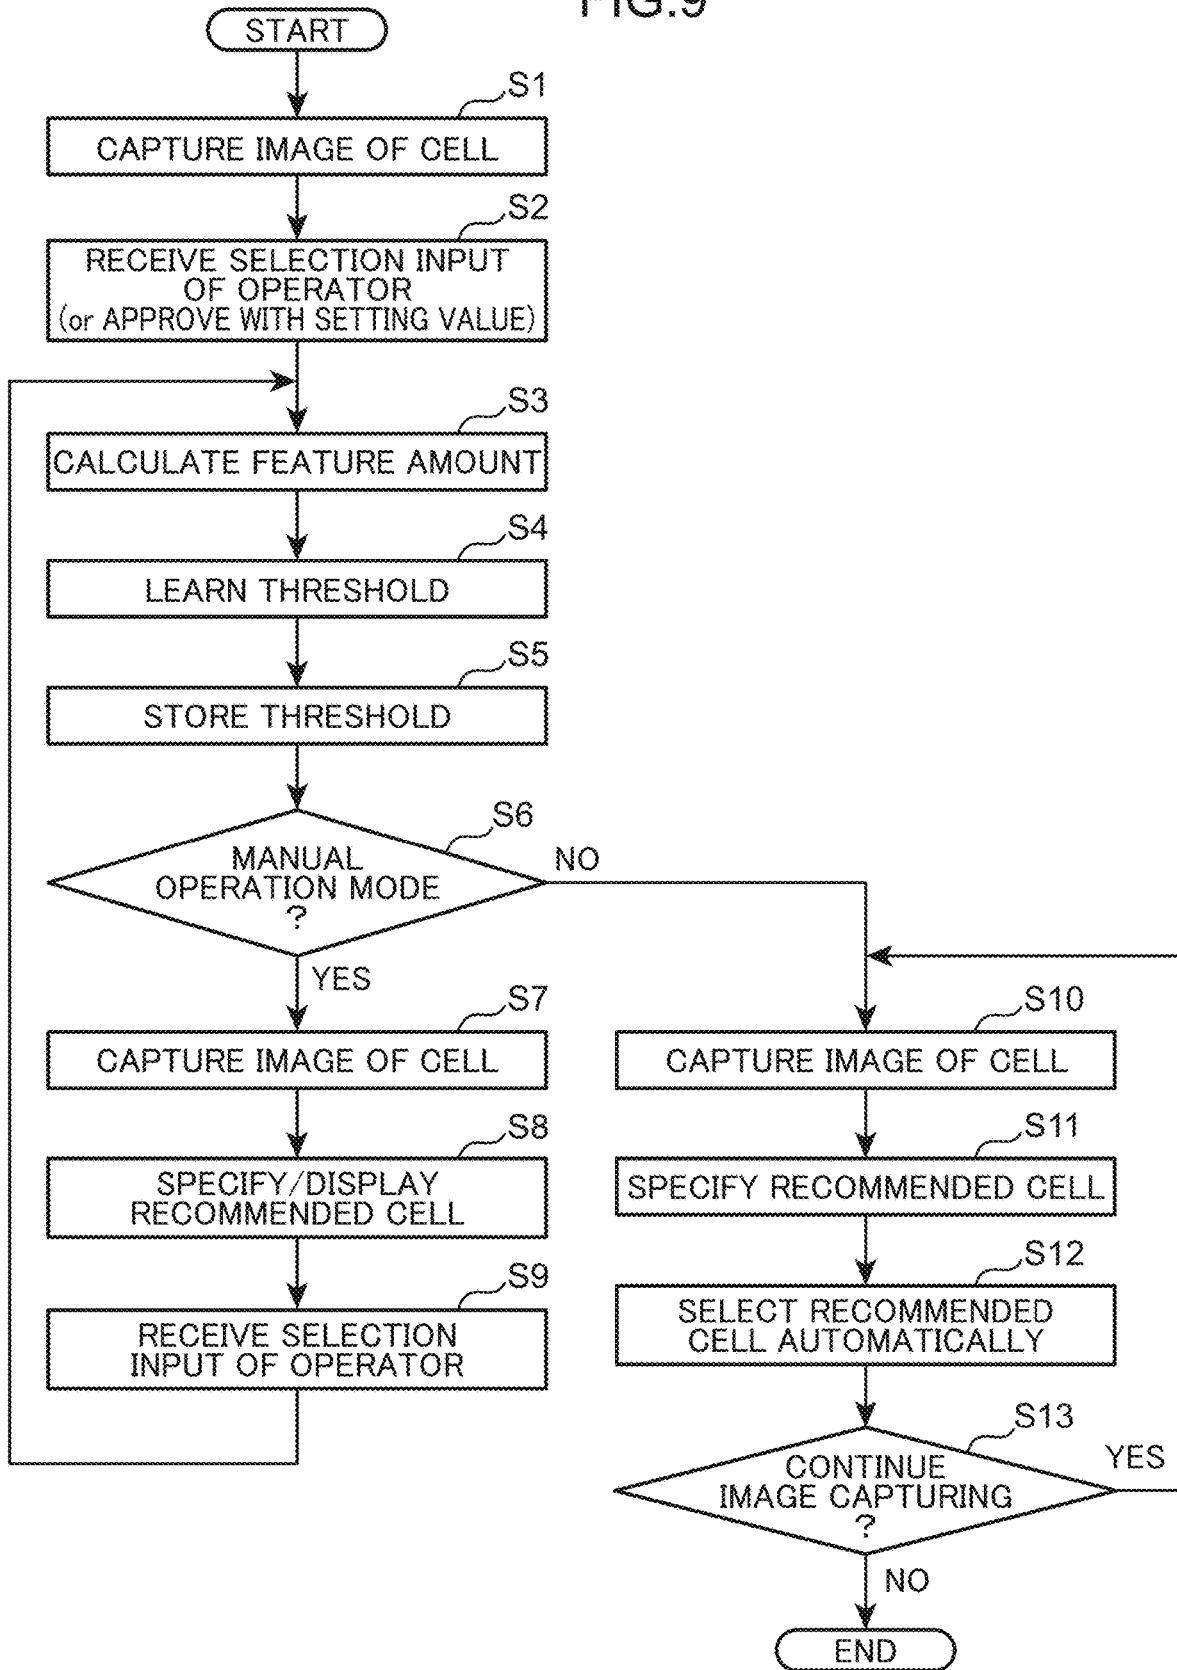 FIG.9
START
S1
CAPTURE IMAGE OF CELL
S2
RECEIVE SELECTION INPUT
OF OPERATOR
(or APPROVE WITH SETTING VALUE)
S3
CALCULATE FEATURE AMOUNT
S4
LEARN THRESHOLD
S5
STORE THRESHOLD
S6
MANUAL
OPERATION MODE
?
NO
YES
S7
CAPTURE IMAGE OF CELL
S8
SPECIFY/DISPLAY
RECOMMENDED CELL
S9
RECEIVE SELECTION
INPUT OF OPERATOR
S10
CAPTURE IMAGE OF CELL
S11
SPECIFY RECOMMENDED CELL
S12
SELECT RECOMMENDED
CELL AUTOMATICALLY
S13
CONTINUE
IMAGE CAPTURING
?
YES
NO
END